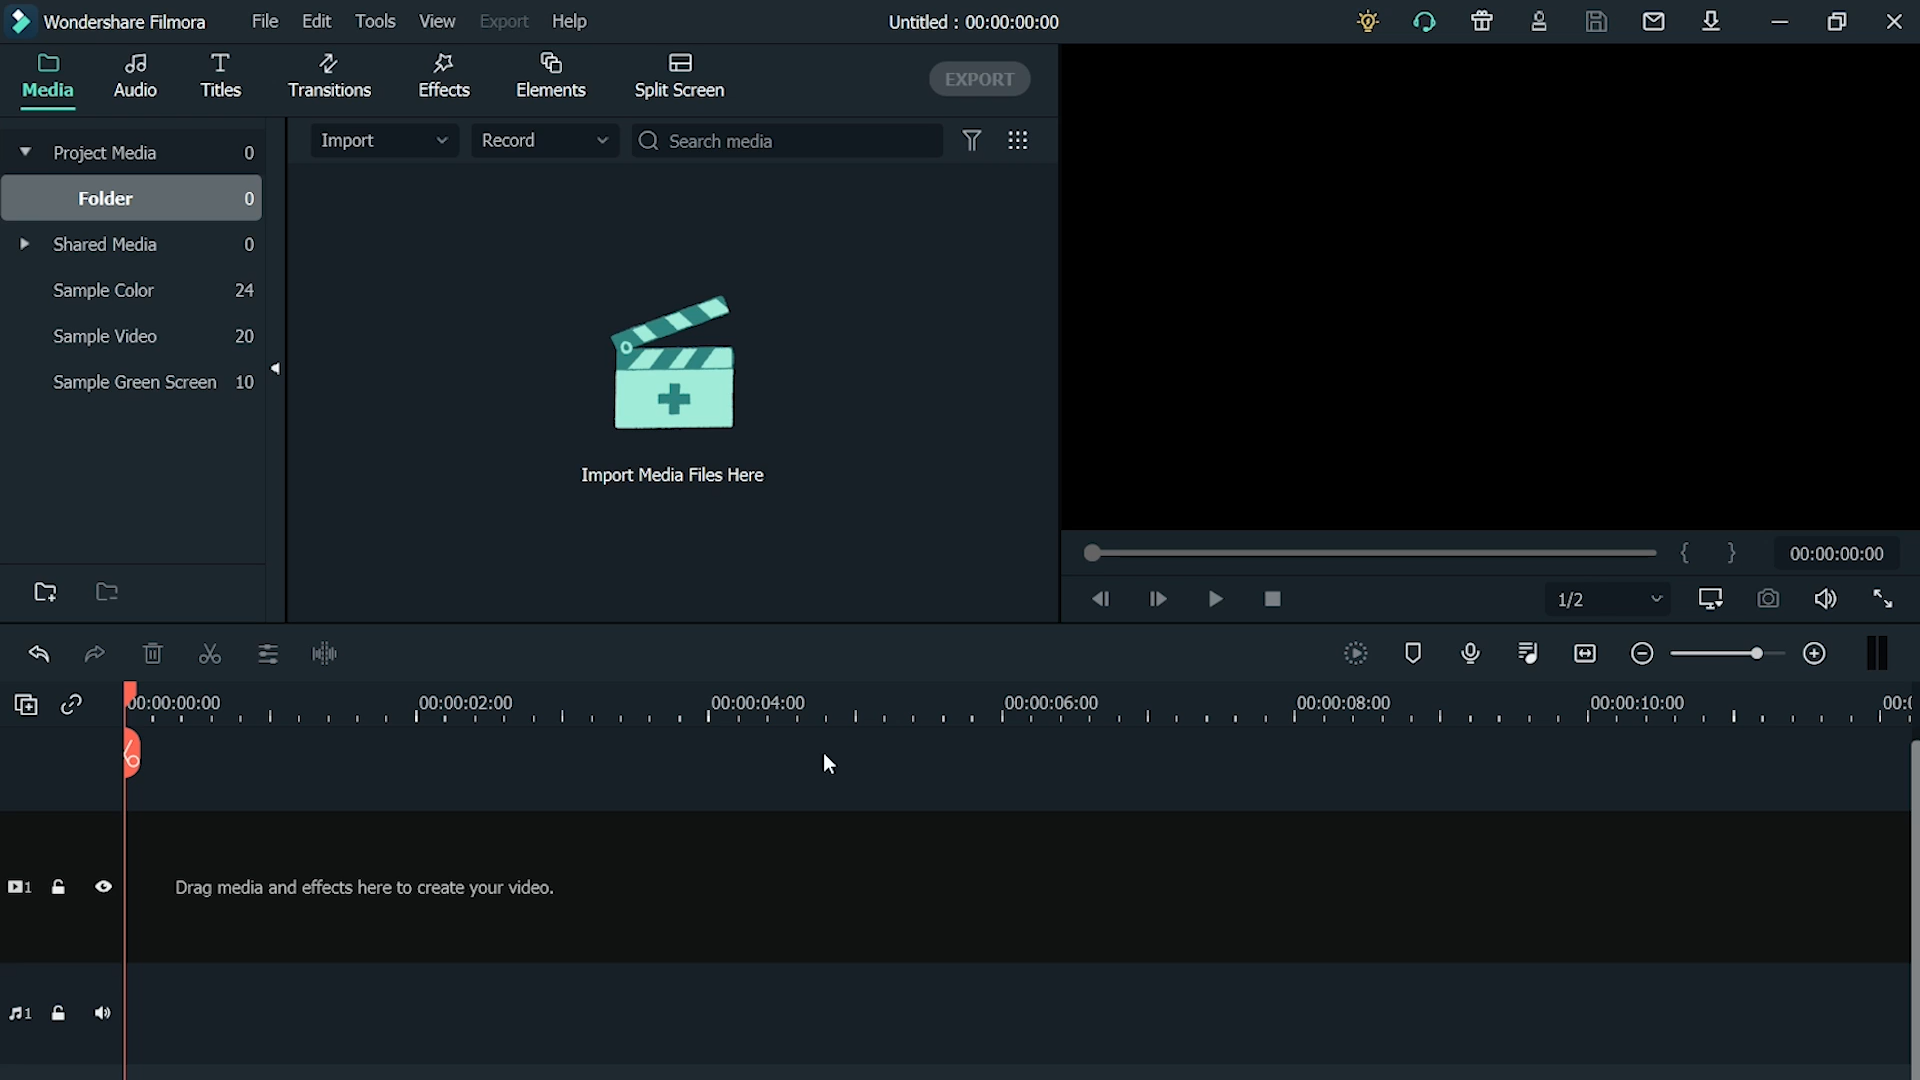 Wondershare Filmora File Edit Tools View Export Help Untitled : 00:00:00:00
Media Audio Titles Transitions Effects Elements Split Screen EXPORT
Import Record Search media
Project Media 0
Folder 0
Shared Media 0
Sample Color 24
Sample Video 20
Sample Green Screen 10
Import Media Files Here
00:00:00:00
1/2
00:00:00:00 00:00:02:00 00:00:04:00 00:00:06:00 00:00:08:00 00:00:10:00 00:(
1 Drag media and effects here to create your video.
1